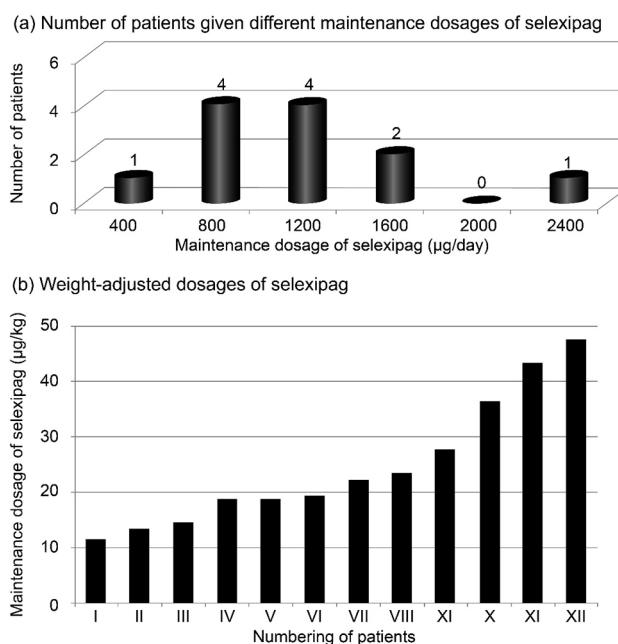 (a) Number of patients given different maintenance dosages of selexipag
Number of patients
6
4
2
0
1
4
4
2
0
1
400 800 1200 1600 2000 2400
Maintenance dosage of selexipag (µg/day)
(b) Weight-adjusted dosages of selexipag
Maintenance dosage of selexipag (µg/kg)
50
40
30
20
10
0
I II III IV V VI VII VIII XI X XI XII
Numbering of patients